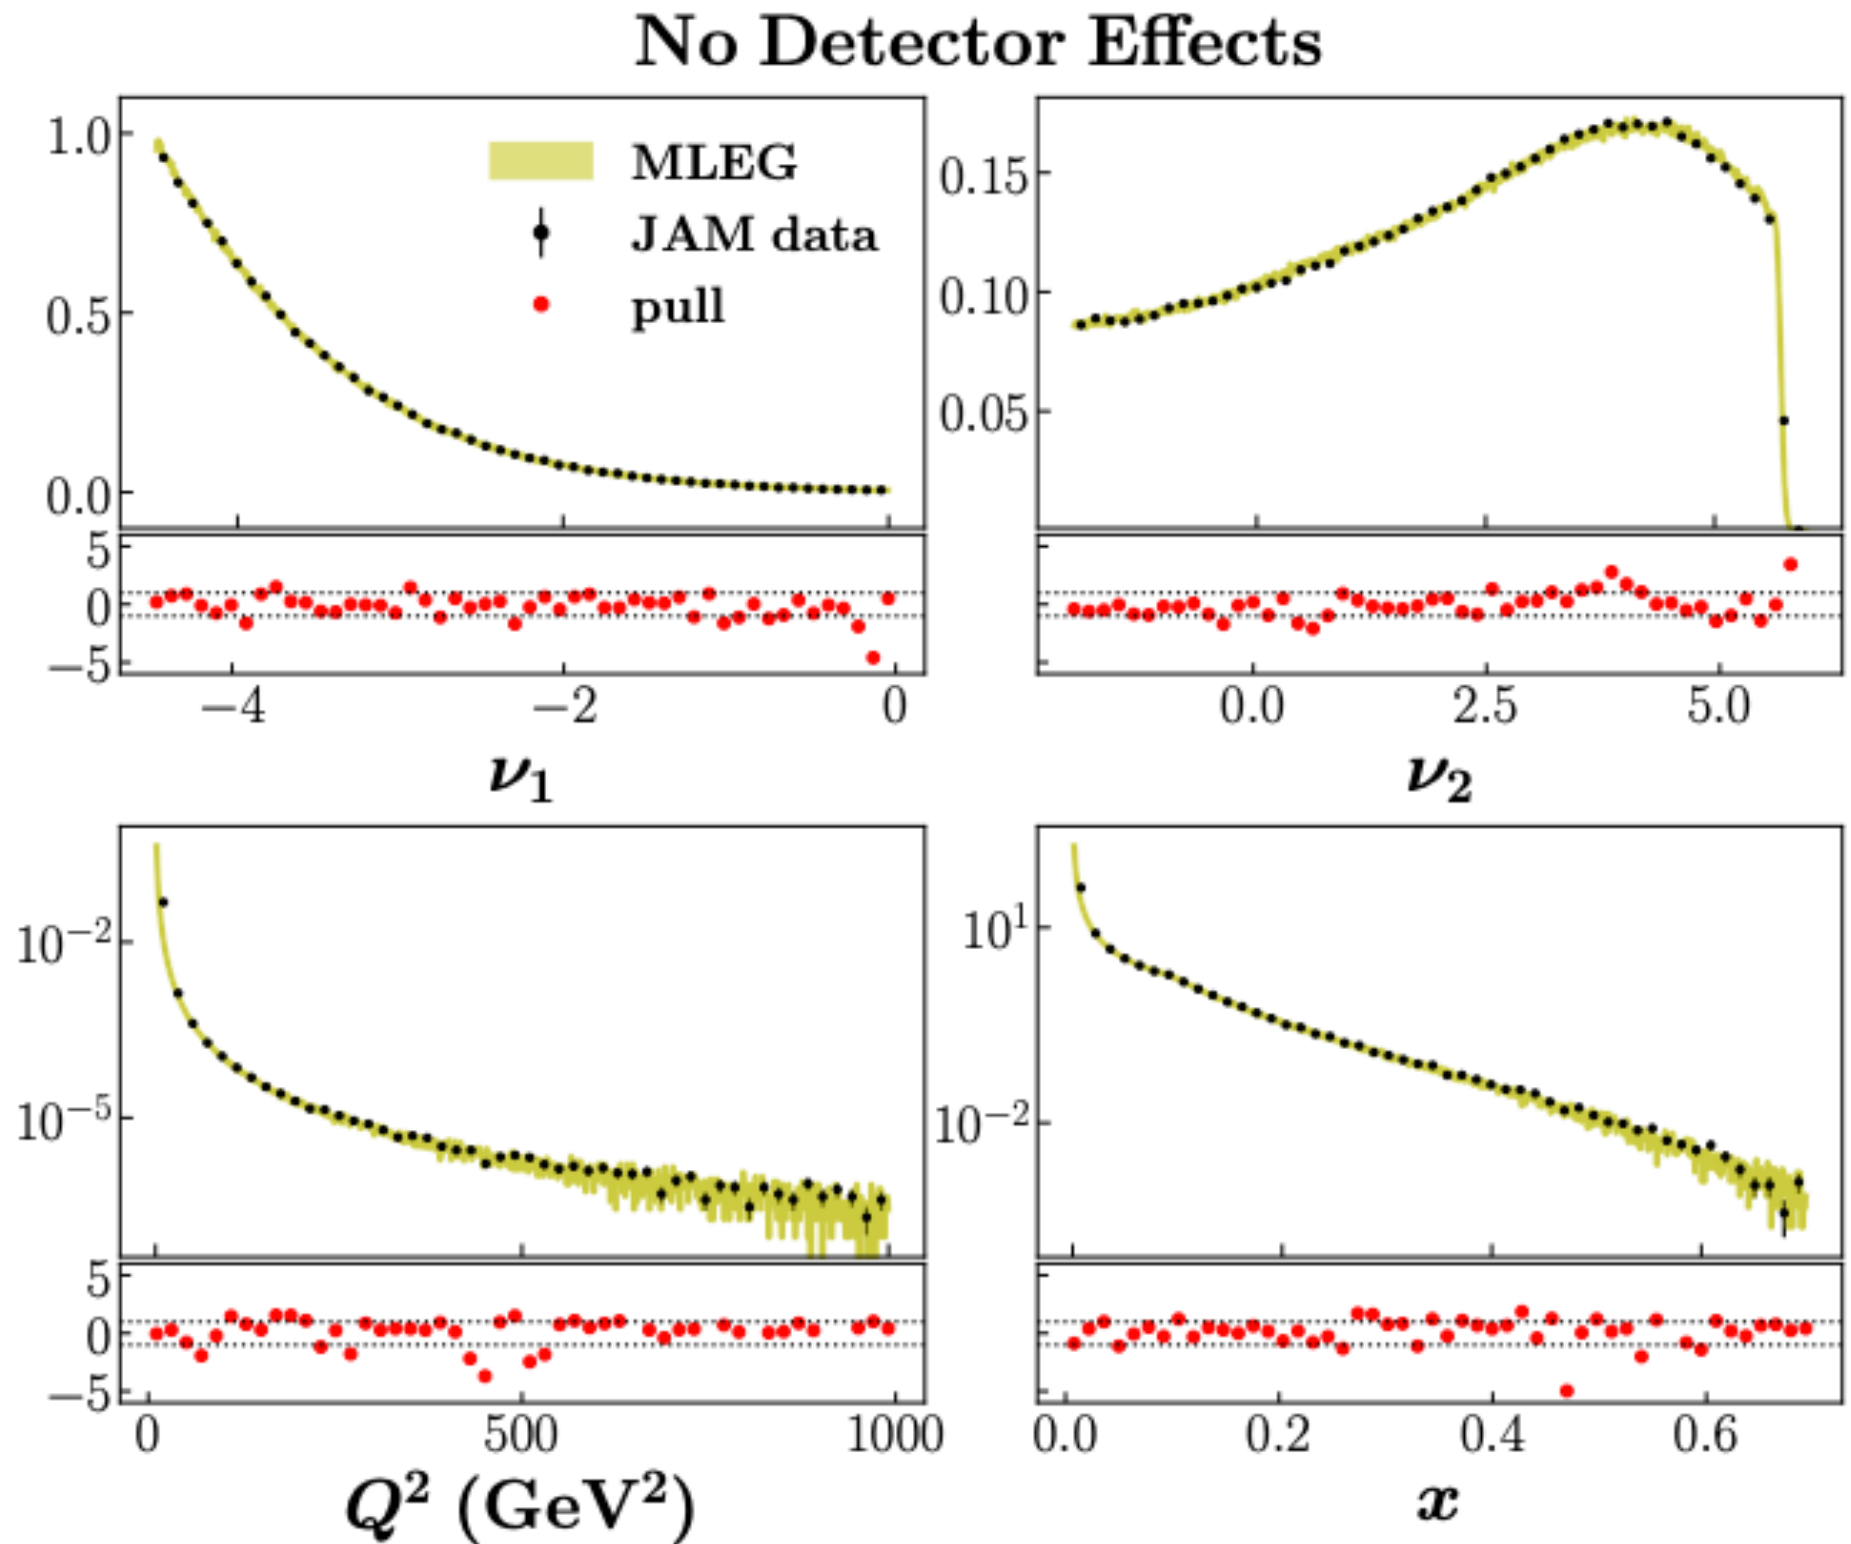 No Detector Effects
1.0
0.5
0.0
MLEG
JAM data
pull
5
0
−5
−4 −2 0
ν₁
0.15
0.10
0.05
0.0 2.5 5.0
ν₂
10⁻²
10⁻⁵
5
0
−5
0 500 1000
Q² (GeV²)
10¹
10⁻²
0.0 0.2 0.4 0.6
x